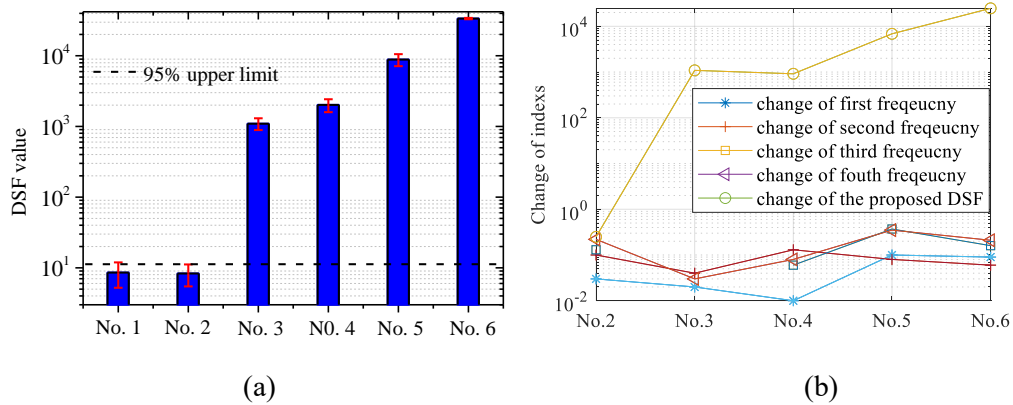 DSF value
10^4
10^3
10^2
10^1
95% upper limit
No. 1 No. 2 No. 3 N0. 4 No. 5 No. 6
(a)
Change of indexs
10^4
10^2
10^0
10^-2
change of first freqeucny
change of second freqeucny
change of third freqeucny
change of fouth freqeucny
change of the proposed DSF
No.2 No.3 No.4 No.5 No.6
(b)